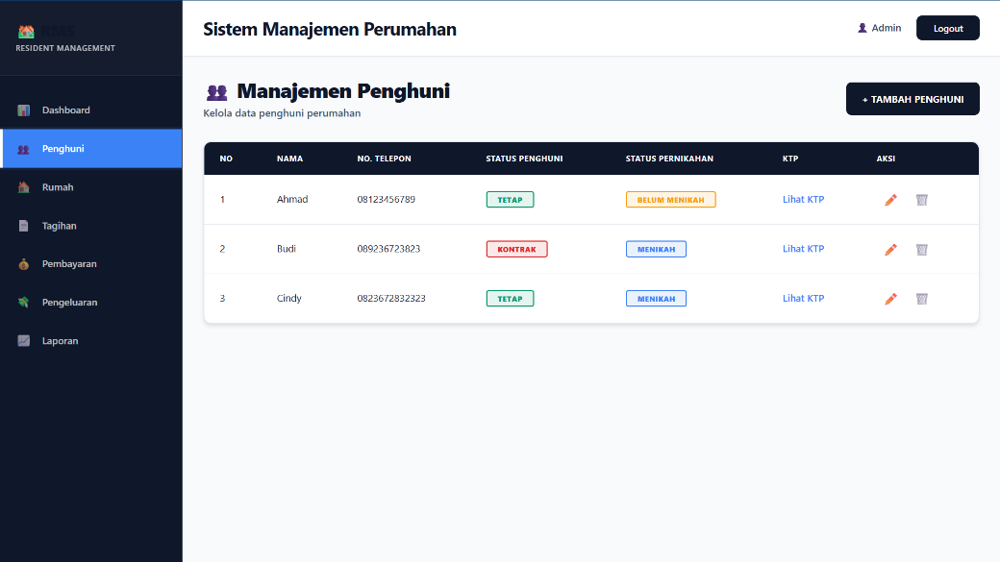 RMS
RESIDENT MANAGEMENT
Dashboard
Penghuni
Rumah
Tagihan
Pembayaran
Pengeluaran
Laporan
Sistem Manajemen Perumahan
Admin
Logout
Manajemen Penghuni
Kelola data penghuni perumahan
+ TAMBAH PENGHUNI
NO NAMA NO. TELEPON STATUS PENGHUNI STATUS PERNIKAHAN KTP AKSI
1 Ahmad 08123456789 TETAP BELUM MENIKAH Lihat KTP
2 Budi 089236723823 KONTRAK MENIKAH Lihat KTP
3 Cindy 0823672832323 TETAP MENIKAH Lihat KTP